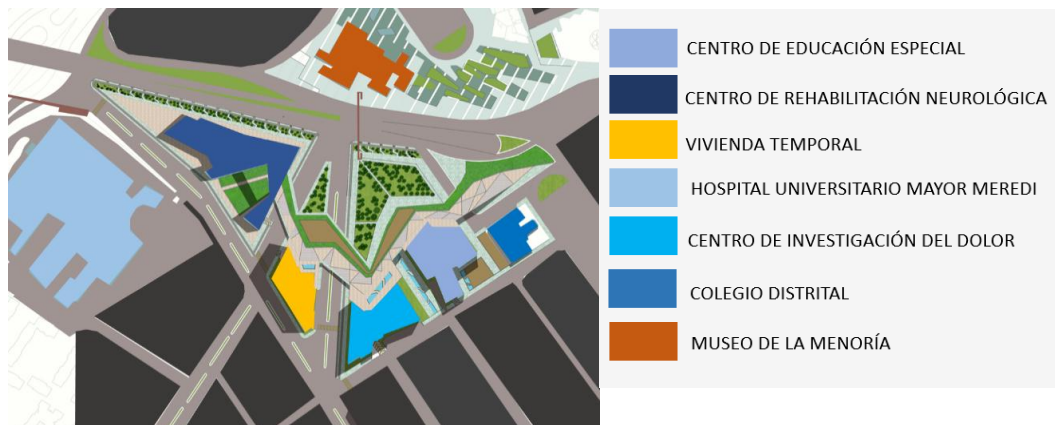 CENTRO DE EDUCACIÓN ESPECIAL
CENTRO DE REHABILITACIÓN NEUROLÓGICA
VIVIENDA TEMPORAL
HOSPITAL UNIVERSITARIO MAYOR MEREDI
CENTRO DE INVESTIGACIÓN DEL DOLOR
COLEGIO DISTRITAL
MUSEO DE LA MENORÍA